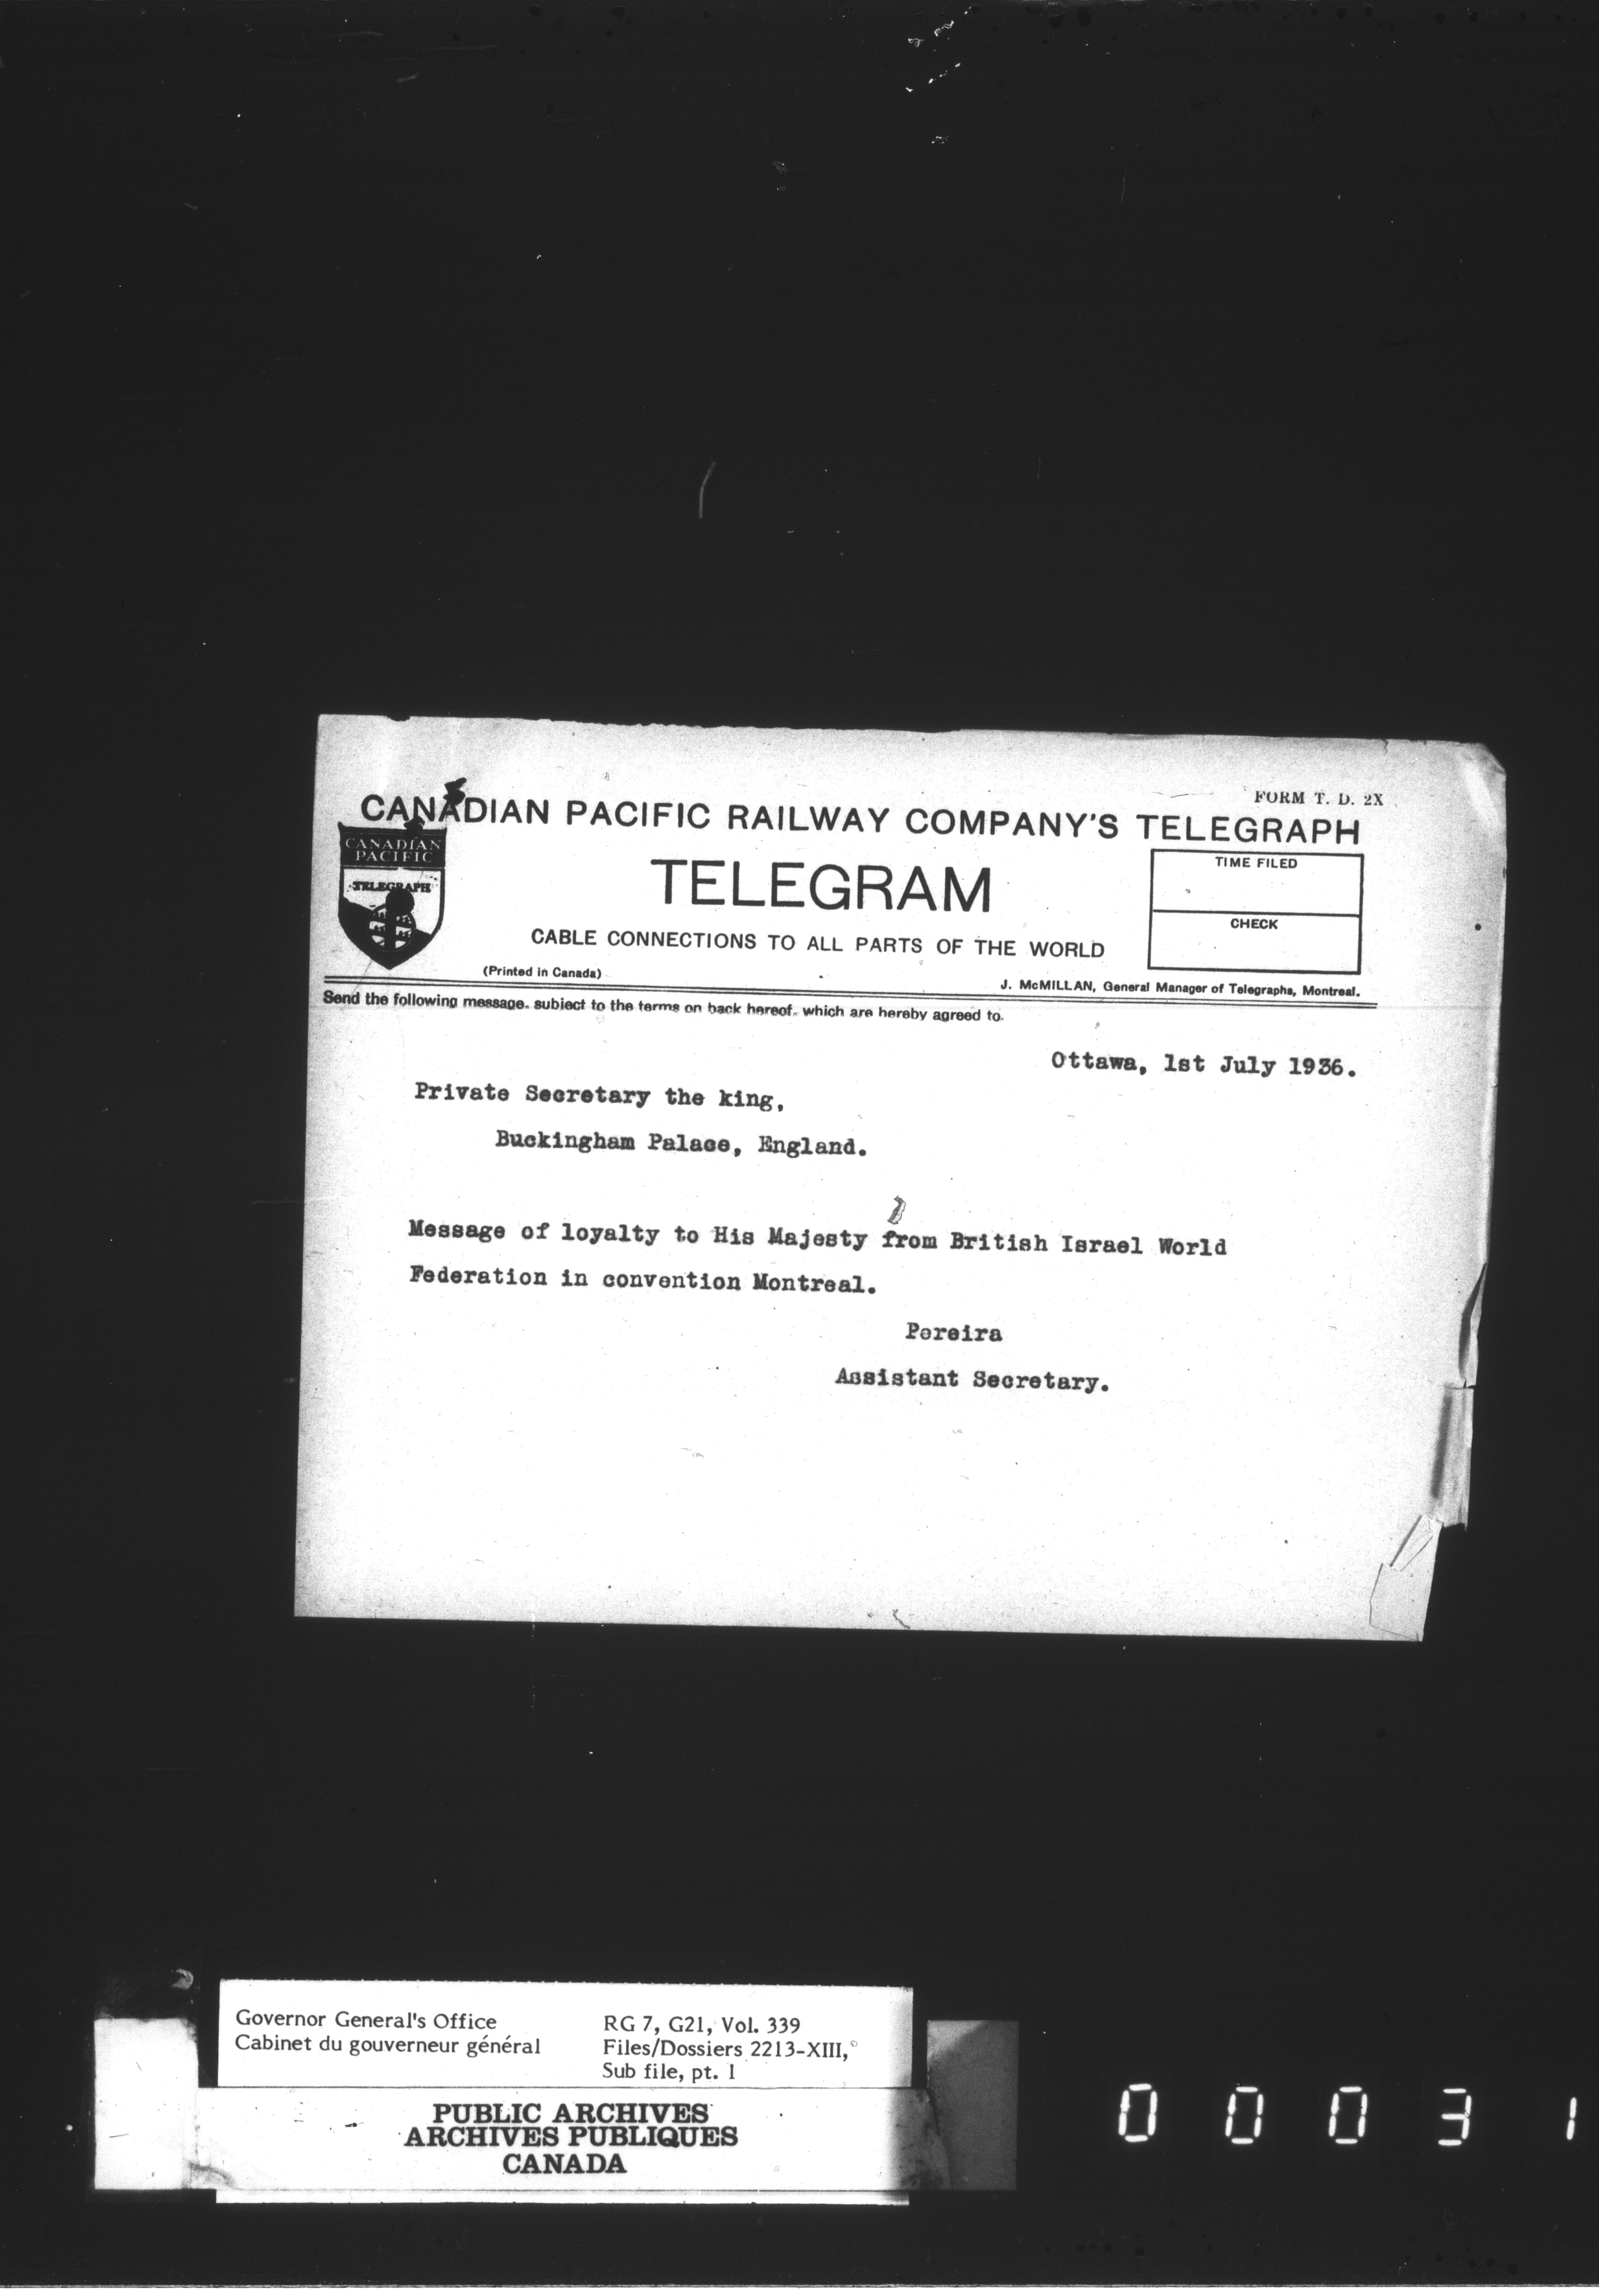 FORM T. D. 2X
CANADIAN PACIFIC RAILWAY COMPANY'S TELEGRAPH
CANADIAN
PACIFIC
TELEGRAPH
TELEGRAM
TIME FILED
CHECK
CABLE CONNECTIONS TO ALL PARTS OF THE WORLD
(Printed in Canada)
J. McMILLAN, General Manager of Telegraphs, Montreal.
Send the following message, subject to the terms on back hereof, which are hereby agreed to.
Ottawa, 1st July 1936.
Private Secretary the king,
Buckingham Palace, England.
Message of loyalty to His Majesty from British Israel World
Federation in convention Montreal.
Pereira
Assistant Secretary.
Governor General's Office
Cabinet du gouverneur général
RG 7, G21, Vol. 339
Files/Dossiers 2213-XIII,
Sub file, pt. 1
PUBLIC ARCHIVES
ARCHIVES PUBLIQUES
CANADA
0 0 0 3 1